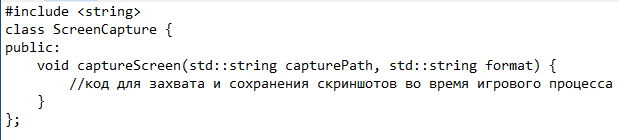 #include <string>
class ScreenCapture {
public:
    void captureScreen(std::string capturePath, std::string format) {
        //код для захвата и сохранения скриншотов во время игрового процесса
    }
};